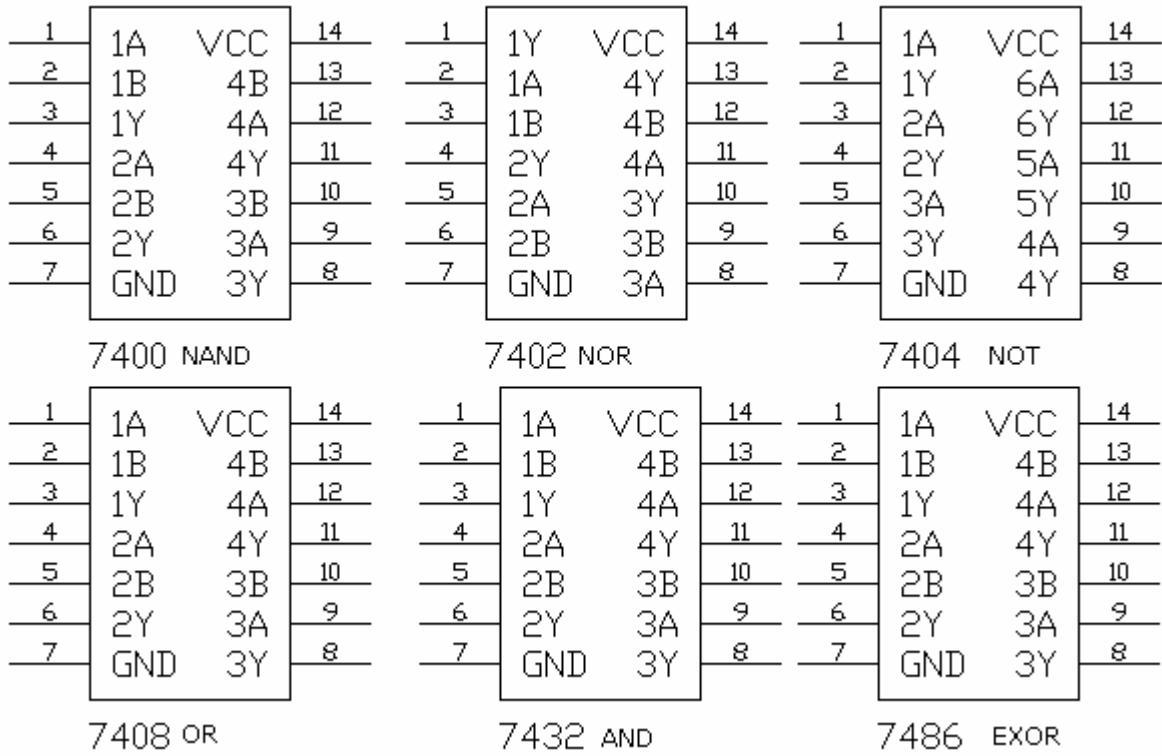 1 1A VCC 14 1 1Y VCC 14 1 1A VCC 14
2 1B 4B 13 2 1A 4Y 13 2 1Y 6A 13
3 1Y 4A 12 3 1B 4B 12 3 2A 6Y 12
4 2A 4Y 11 4 2Y 4A 11 4 2Y 5A 11
5 2B 3B 10 5 2A 3Y 10 5 3A 5Y 10
6 2Y 3A 9 6 2B 3B 9 6 3Y 4A 9
7 GND 3Y 8 7 GND 3A 8 7 GND 4Y 8
7400 NAND 7402 NOR 7404 NOT
1 1A VCC 14 1 1A VCC 14 1 1A VCC 14
2 1B 4B 13 2 1B 4B 13 2 1B 4B 13
3 1Y 4A 12 3 1Y 4A 12 3 1Y 4A 12
4 2A 4Y 11 4 2A 4Y 11 4 2A 4Y 11
5 2B 3B 10 5 2B 3B 10 5 2B 3B 10
6 2Y 3A 9 6 2Y 3A 9 6 2Y 3A 9
7 GND 3Y 8 7 GND 3Y 8 7 GND 3Y 8
7408 OR 7432 AND 7486 EXOR